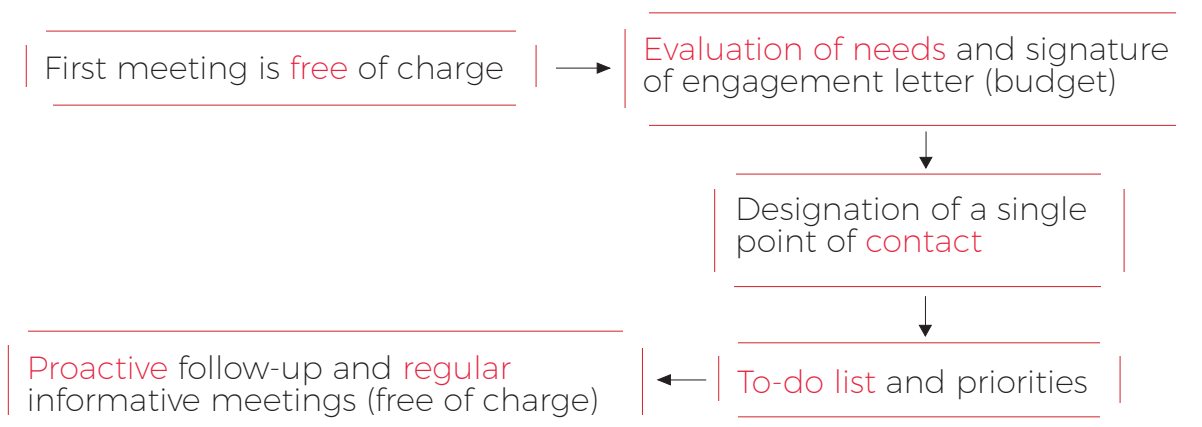 First meeting is free of charge
Evaluation of needs and signature
of engagement letter (budget)
Designation of a single
point of contact
To-do list and priorities
Proactive follow-up and regular
informative meetings (free of charge)